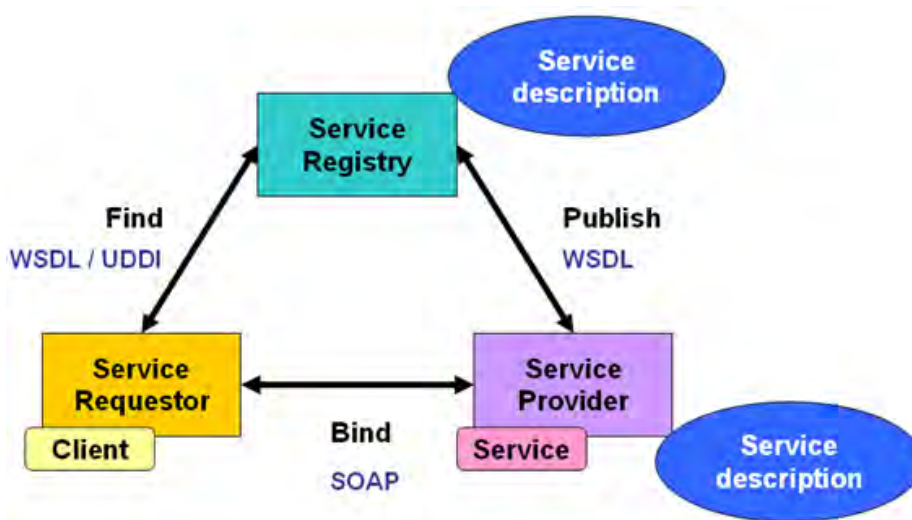 Service
description
Service
Registry
Find
WSDL / UDDI
Publish
WSDL
Service
Requestor
Client
Bind
SOAP
Service
Provider
Service
Service
description